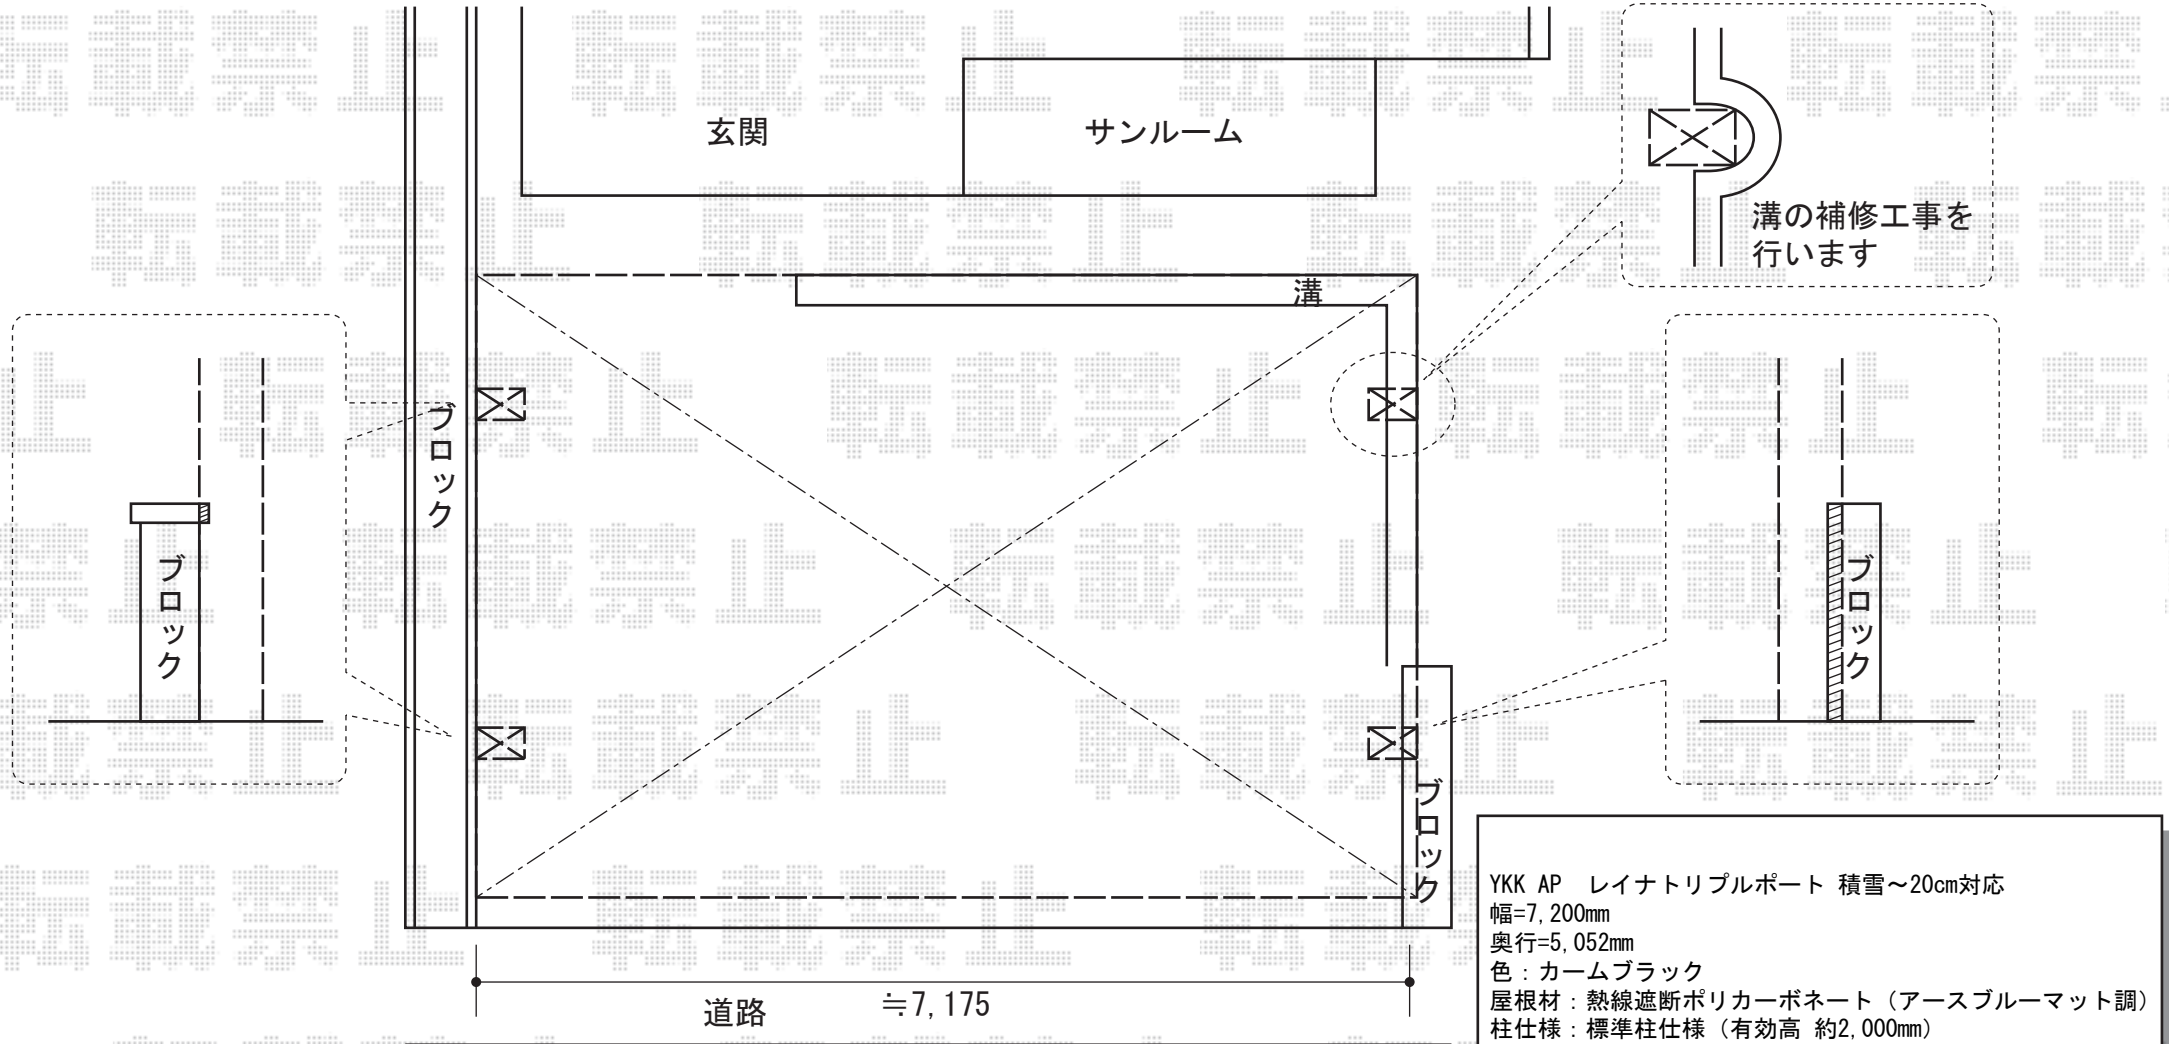 玄関
サンルーム
溝の補修工事を
行います
溝
ブロック
ブロック
ブロック
ブロック
道路
≒7,175
YKK AP レイナトリプルポート 積雪～20cm対応
幅=7,200mm
奥行=5,052mm
色：カームブラック
屋根材：熱線遮断ポリカーボネート（アースブルーマット調）
柱仕様：標準柱仕様（有効高 約2,000mm）
転載禁止